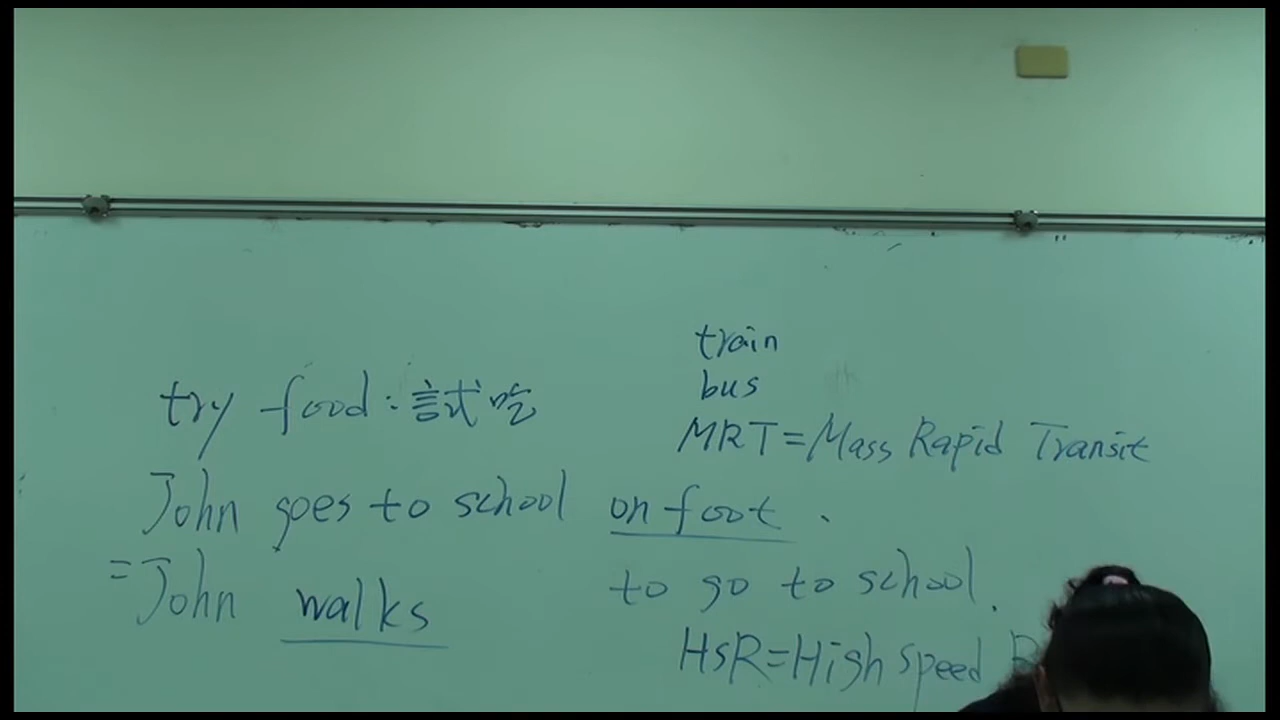 train
bus
MRT=Mass Rapid Transit
try food:試吃
John goes to school on foot.
=John walks to go to school.
HSR=High Speed